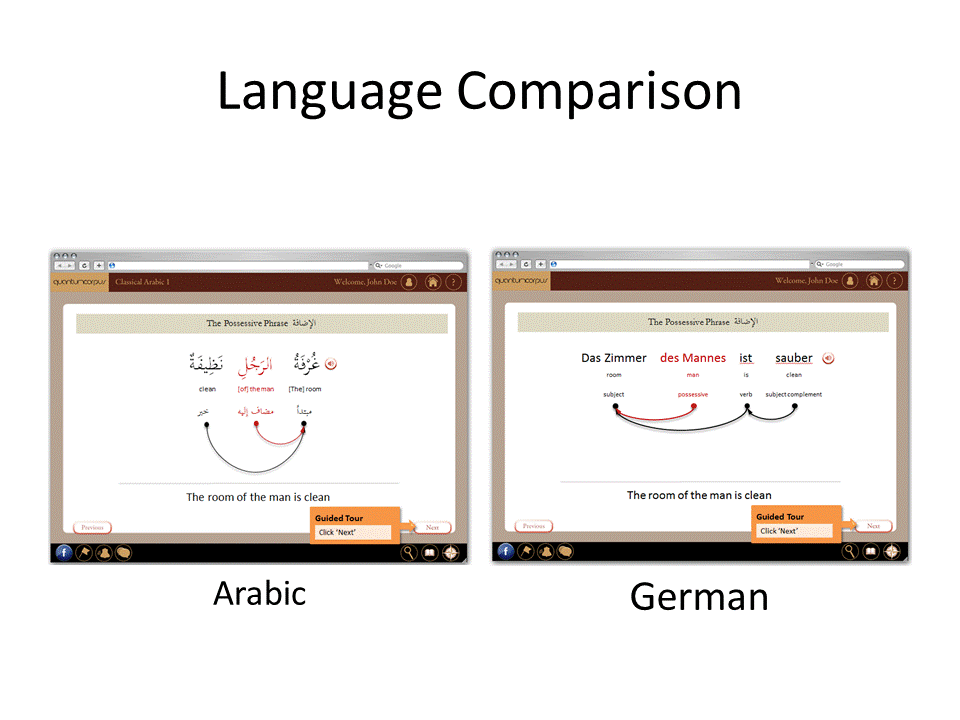 Language Comparison
Google
quantumcorpus Classical Arabic 1 Welcome, John Doe ?
The Possessive Phrase الإضافة
غُرْفَةُ الرَجُلِ نَظِيفَةٌ
clean [of] the man [The] room
مبتدأ مضاف إليه خبر
The room of the man is clean
Guided Tour
Click 'Next'
Previous Next
f
Arabic
Google
quantumcorpus Welcome, John Doe ?
The Possessive Phrase الإضافة
Das Zimmer des Mannes ist sauber
room man is clean
subject possessive verb subject complement
The room of the man is clean
Guided Tour
Click 'Next'
Previous Next
f
German